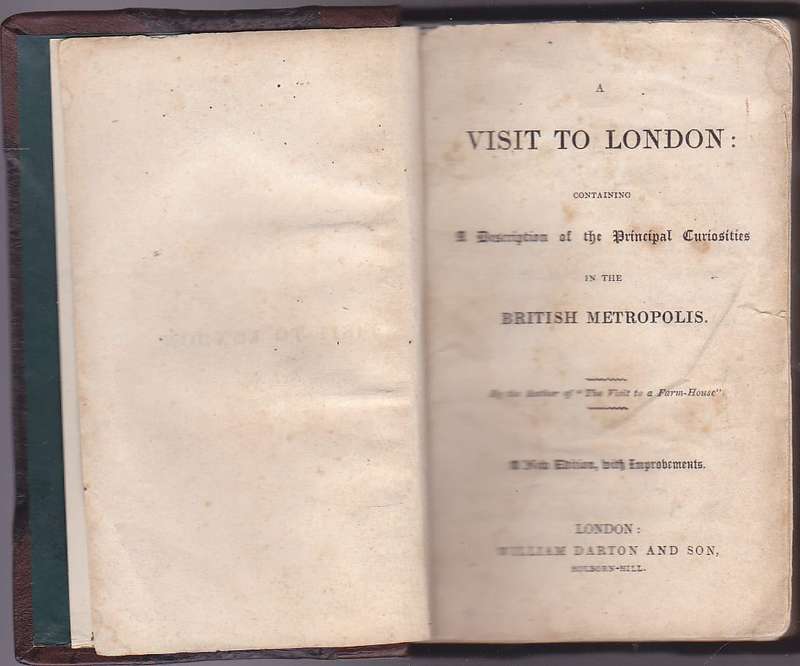 A
VISIT TO LONDON:
CONTAINING
A Description of the Principal Curiosities
IN THE
BRITISH METROPOLIS.
By the Author of "The Visit to a Farm-House".
A New Edition, with Improvements.
LONDON:
WILLIAM DARTON AND SON,
HOLBORN-HILL.